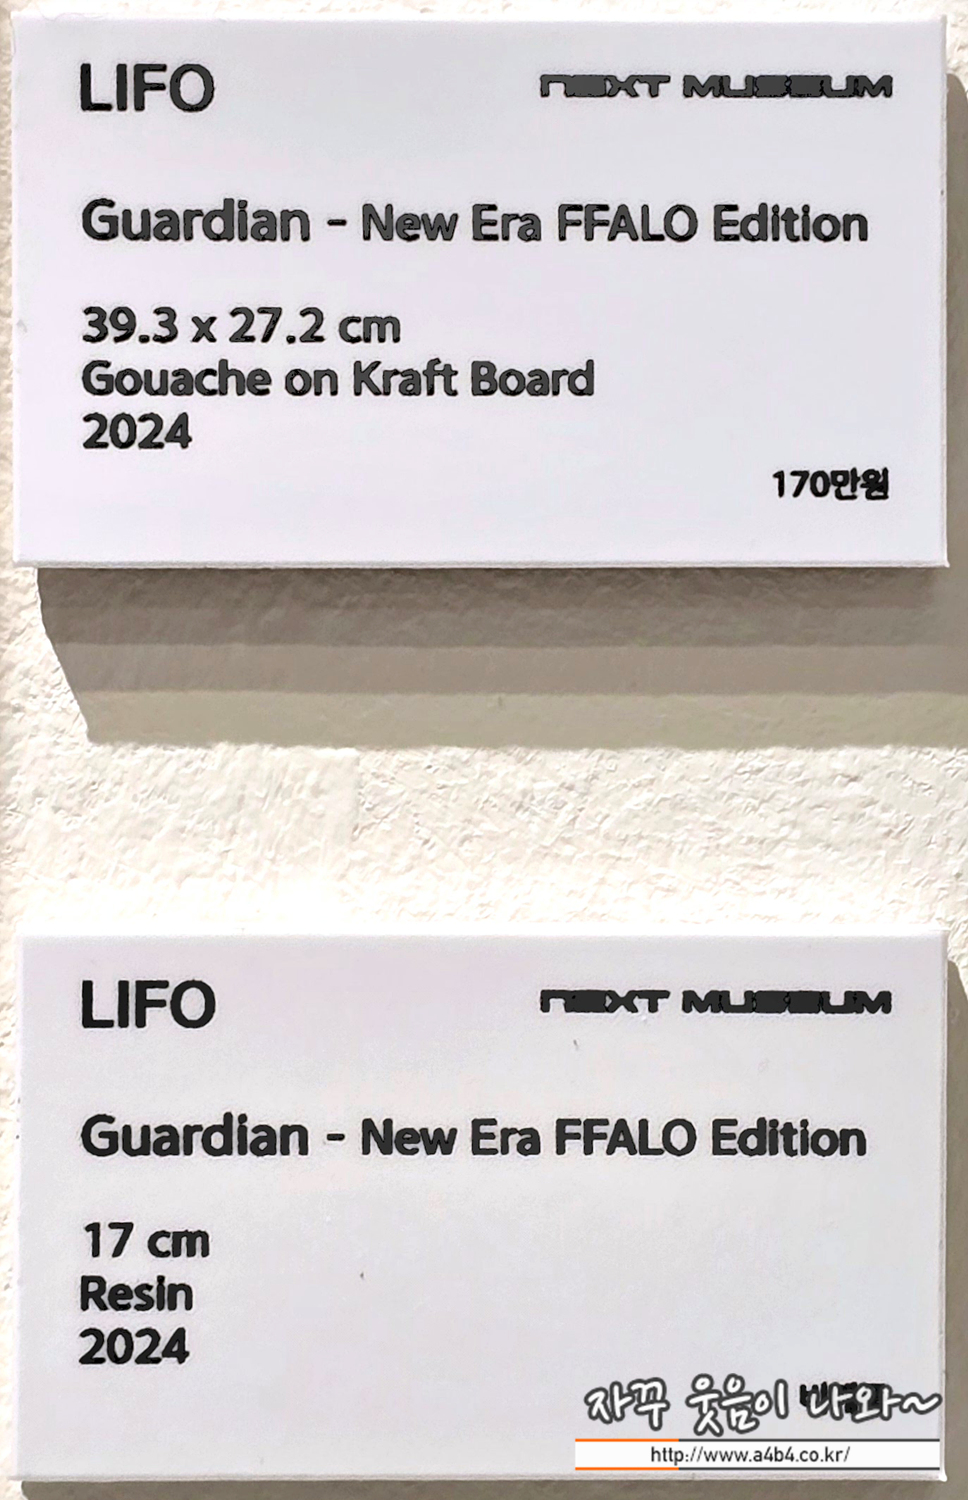 LIFO
NEXT MUSEUM
Guardian - New Era FFALO Edition
39.3 x 27.2 cm
Gouache on Kraft Board
2024
170만원
LIFO
NEXT MUSEUM
Guardian - New Era FFALO Edition
17 cm
Resin
2024
자꾸 웃음이 나와~
http://www.a4b4.co.kr/